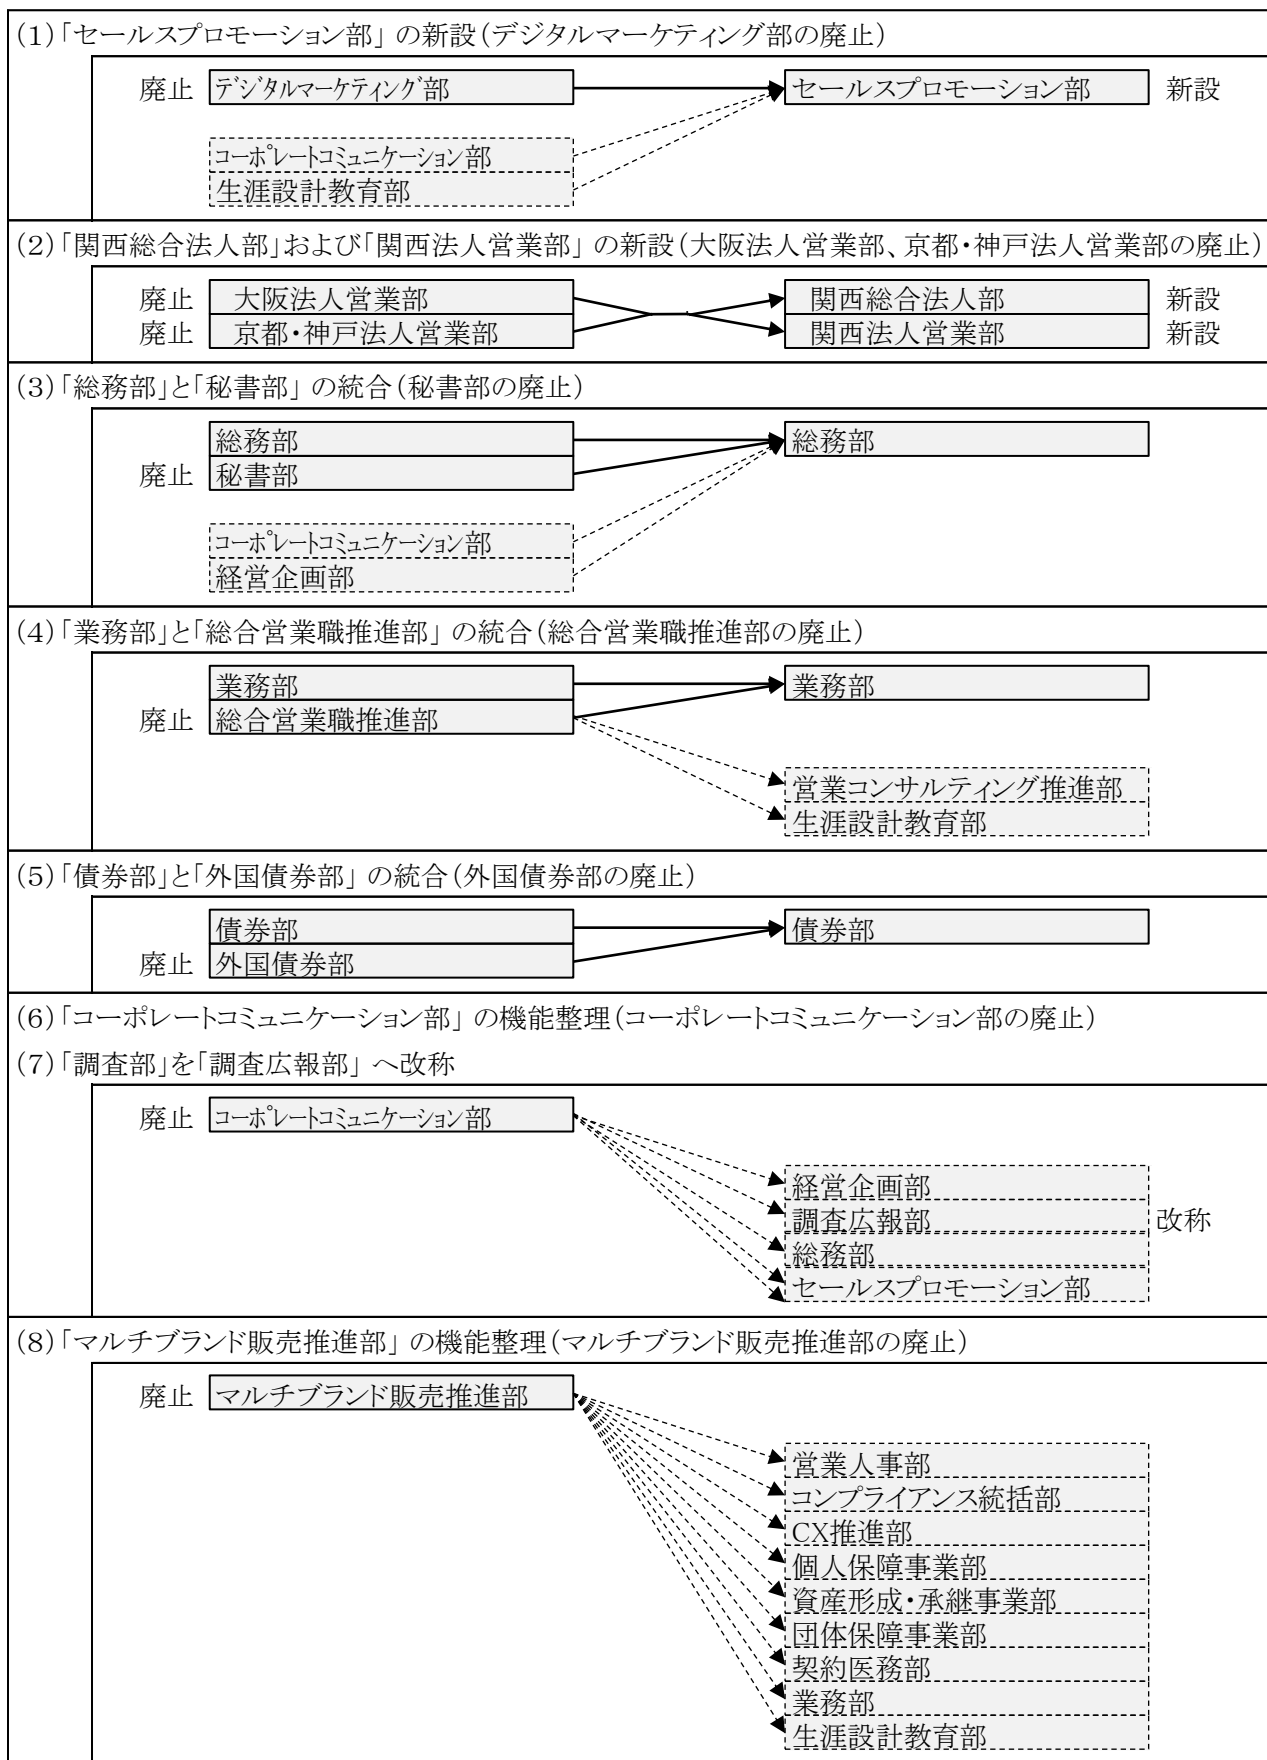 (1)「セールスプロモーション部」の新設(デジタルマーケティング部の廃止)
廃止 デジタルマーケティング部 セールスプロモーション部 新設
コーポレートコミュニケーション部
生涯設計教育部
(2)「関西総合法人部」および「関西法人営業部」の新設(大阪法人営業部、京都・神戸法人営業部の廃止)
廃止 大阪法人営業部 関西総合法人部 新設
廃止 京都・神戸法人営業部 関西法人営業部 新設
(3)「総務部」と「秘書部」の統合(秘書部の廃止)
総務部 総務部
廃止 秘書部
コーポレートコミュニケーション部
経営企画部
(4)「業務部」と「総合営業職推進部」の統合(総合営業職推進部の廃止)
業務部 業務部
廃止 総合営業職推進部
営業コンサルティング推進部
生涯設計教育部
(5)「債券部」と「外国債券部」の統合(外国債券部の廃止)
債券部 債券部
廃止 外国債券部
(6)「コーポレートコミュニケーション部」の機能整理(コーポレートコミュニケーション部の廃止)
(7)「調査部」を「調査広報部」へ改称
廃止 コーポレートコミュニケーション部
経営企画部
調査広報部 改称
総務部
セールスプロモーション部
(8)「マルチブランド販売推進部」の機能整理(マルチブランド販売推進部の廃止)
廃止 マルチブランド販売推進部
営業人事部
コンプライアンス統括部
CX推進部
個人保障事業部
資産形成・承継事業部
団体保障事業部
契約医務部
業務部
生涯設計教育部